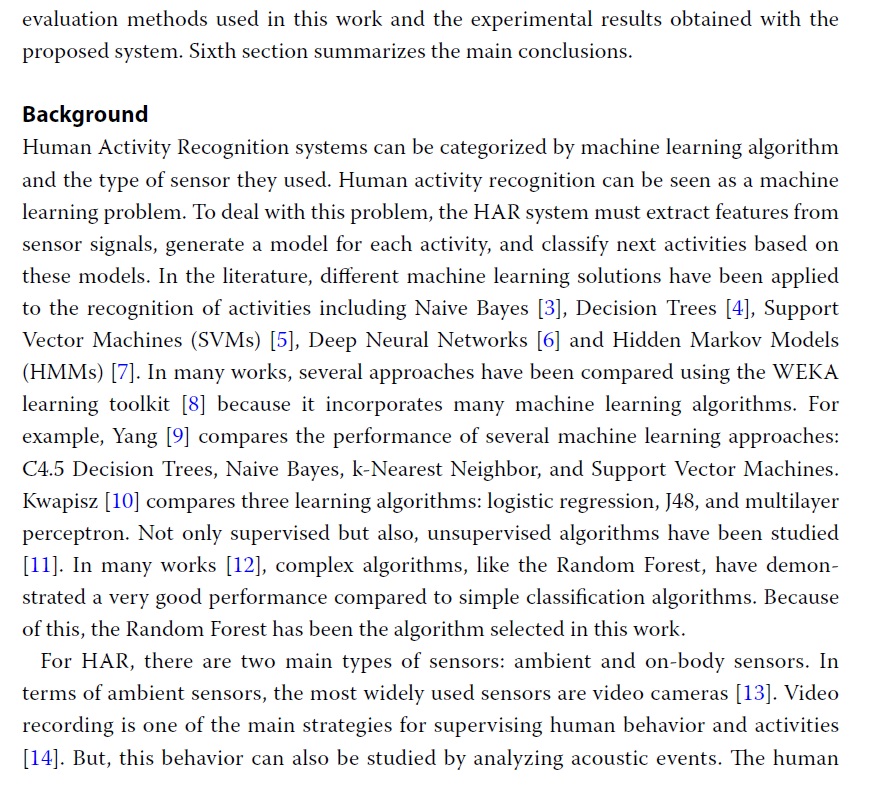 evaluation methods used in this work and the experimental results obtained with the
proposed system. Sixth section summarizes the main conclusions.
Background
Human Activity Recognition systems can be categorized by machine learning algorithm
and the type of sensor they used. Human activity recognition can be seen as a machine
learning problem. To deal with this problem, the HAR system must extract features from
sensor signals, generate a model for each activity, and classify next activities based on
these models. In the literature, different machine learning solutions have been applied
to the recognition of activities including Naive Bayes [3], Decision Trees [4], Support
Vector Machines (SVMs) [5], Deep Neural Networks [6] and Hidden Markov Models
(HMMs) [7]. In many works, several approaches have been compared using the WEKA
learning toolkit [8] because it incorporates many machine learning algorithms. For
example, Yang [9] compares the performance of several machine learning approaches:
C4.5 Decision Trees, Naive Bayes, k-Nearest Neighbor, and Support Vector Machines.
Kwapisz [10] compares three learning algorithms: logistic regression, J48, and multilayer
perceptron. Not only supervised but also, unsupervised algorithms have been studied
[11]. In many works [12], complex algorithms, like the Random Forest, have demon-
strated a very good performance compared to simple classification algorithms. Because
of this, the Random Forest has been the algorithm selected in this work.
For HAR, there are two main types of sensors: ambient and on-body sensors. In
terms of ambient sensors, the most widely used sensors are video cameras [13]. Video
recording is one of the main strategies for supervising human behavior and activities
[14]. But, this behavior can also be studied by analyzing acoustic events. The human